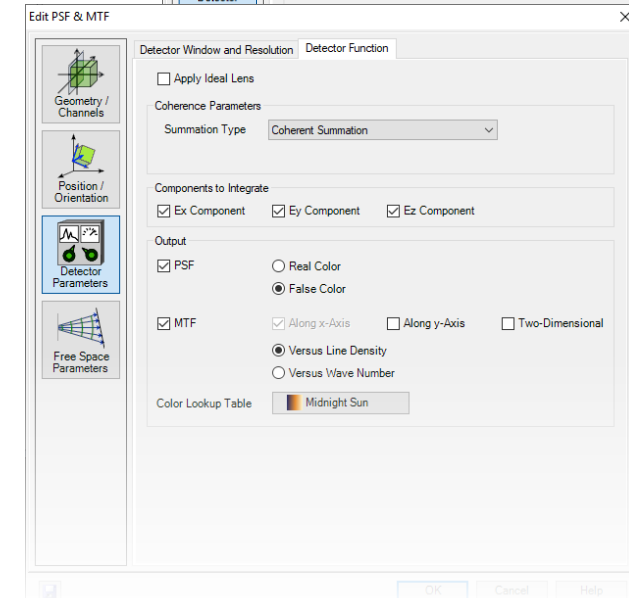 Detector
Edit PSF & MTF
Detector Window and Resolution Detector Function
Geometry /
Channels
Position /
Orientation
Detector
Parameters
Free Space
Parameters
Apply Ideal Lens
Coherence Parameters
Summation Type Coherent Summation
Components to Integrate
Ex Component Ey Component Ez Component
Output
PSF Real Color
False Color
MTF Along x-Axis Along y-Axis Two-Dimensional
Versus Line Density
Versus Wave Number
Color Lookup Table Midnight Sun
OK Cancel Help